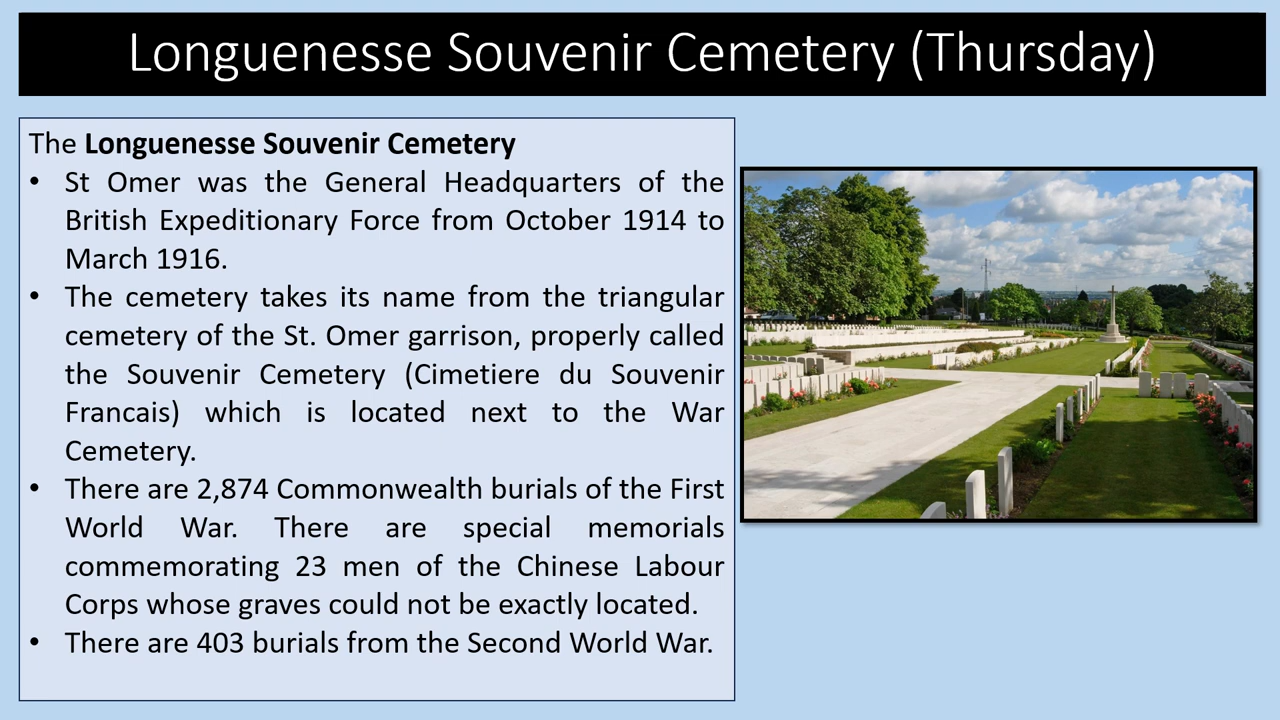 Longuenesse Souvenir Cemetery (Thursday)
The Longuenesse Souvenir Cemetery
• St Omer was the General Headquarters of the
British Expeditionary Force from October 1914 to
March 1916.
• The cemetery takes its name from the triangular
cemetery of the St. Omer garrison, properly called
the Souvenir Cemetery (Cimetiere du Souvenir
Francais) which is located next to the War
Cemetery.
• There are 2,874 Commonwealth burials of the First
World War. There are special memorials
commemorating 23 men of the Chinese Labour
Corps whose graves could not be exactly located.
• There are 403 burials from the Second World War.